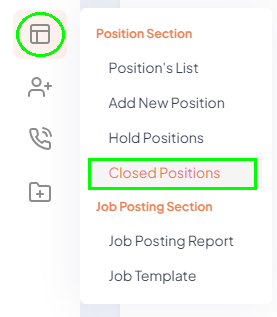 Position Section
Position's List
Add New Position
Hold Positions
Closed Positions
Job Posting Section
Job Posting Report
Job Template